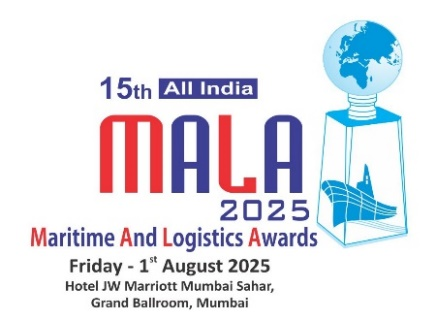 15th All India
MALA
2025
Maritime And Logistics Awards
Friday - 1st August 2025
Hotel JW Marriott Mumbai Sahar,
Grand Ballroom, Mumbai